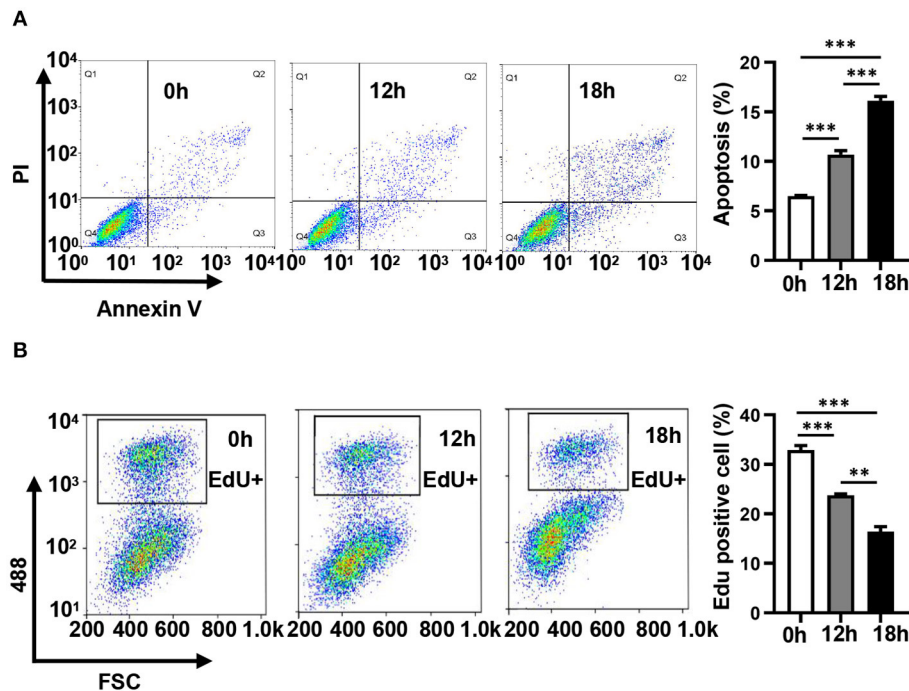 A
PI
10⁴
10³
10²
10¹
10⁰
Q1
Q2
0h
Q4
Q3
10⁰ 10¹ 10² 10³ 10⁴
Q1
Q2
12h
Q4
Q3
10⁰ 10¹ 10² 10³ 10⁴
Q1
Q2
18h
Q4
Q3
10⁰ 10¹ 10² 10³ 10⁴
Annexin V
Apoptosis (%)
20
15
10
5
0
***
***
***
0h 12h 18h
B
488
10⁴
10³
10²
10¹
0h
EdU+
200 400 600 800 1.0k
12h
EdU+
200 400 600 800 1.0k
18h
EdU+
200 400 600 800 1.0k
FSC
Edu positive cell (%)
40
30
20
10
0
***
***
**
0h 12h 18h